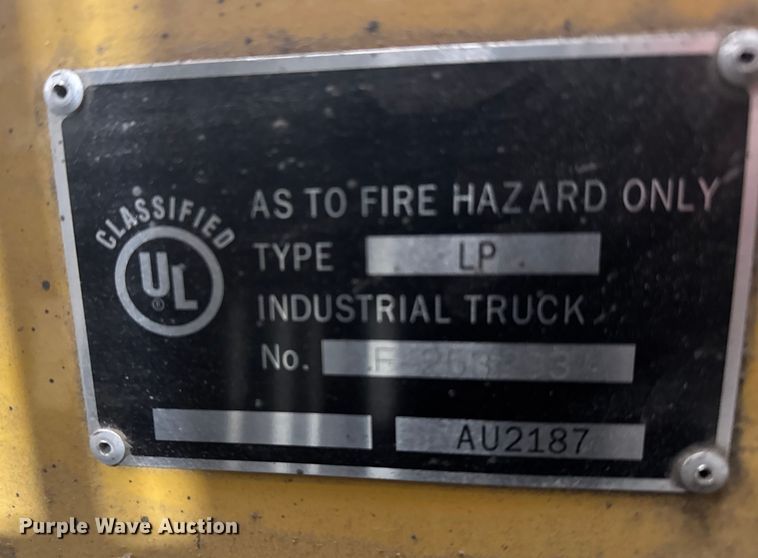 CLASSIFIED
UL
®
AS TO FIRE HAZARD ONLY
TYPE LP
INDUSTRIAL TRUCK
No.
AU2187
Purple Wave Auction